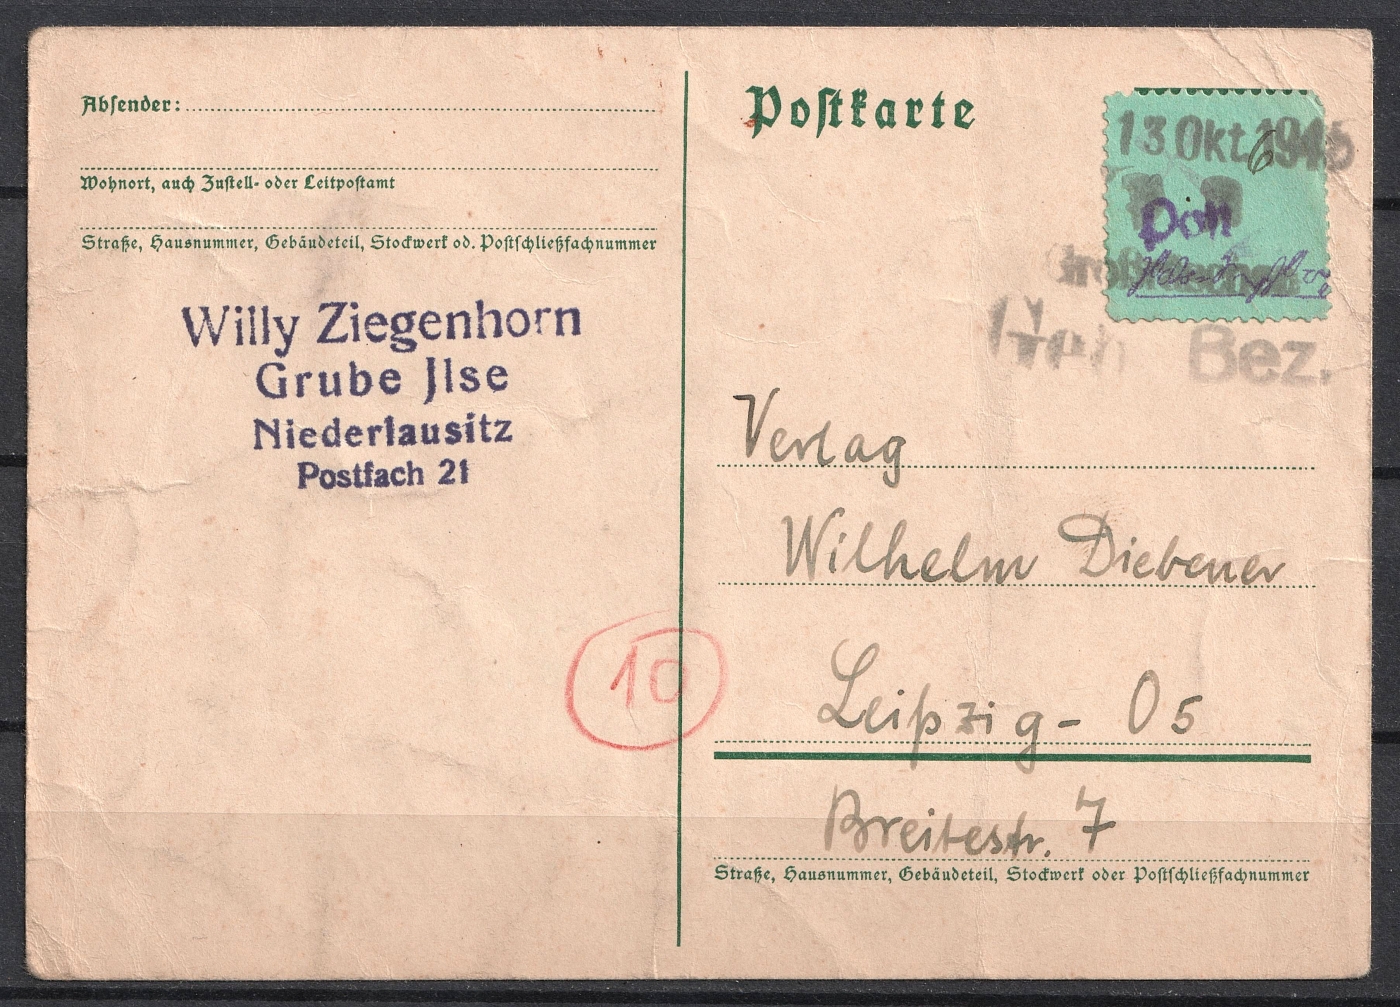 Absender:
Wohnort, auch Zustell- oder Leitpostamt
Straße, Hausnummer, Gebäudeteil, Stockwerk od. Postschließfachnummer
Willy Ziegenhorn
Grube Jlse
Niederlausitz
Postfach 21
10
Postkarte
13 Okt. 1945
6
Geb. Bez.
Verlag
Wilhelm Diebener
Leipzig - O 5
Breitestr. 7
Straße, Hausnummer, Gebäudeteil, Stockwerk oder Postschließfachnummer